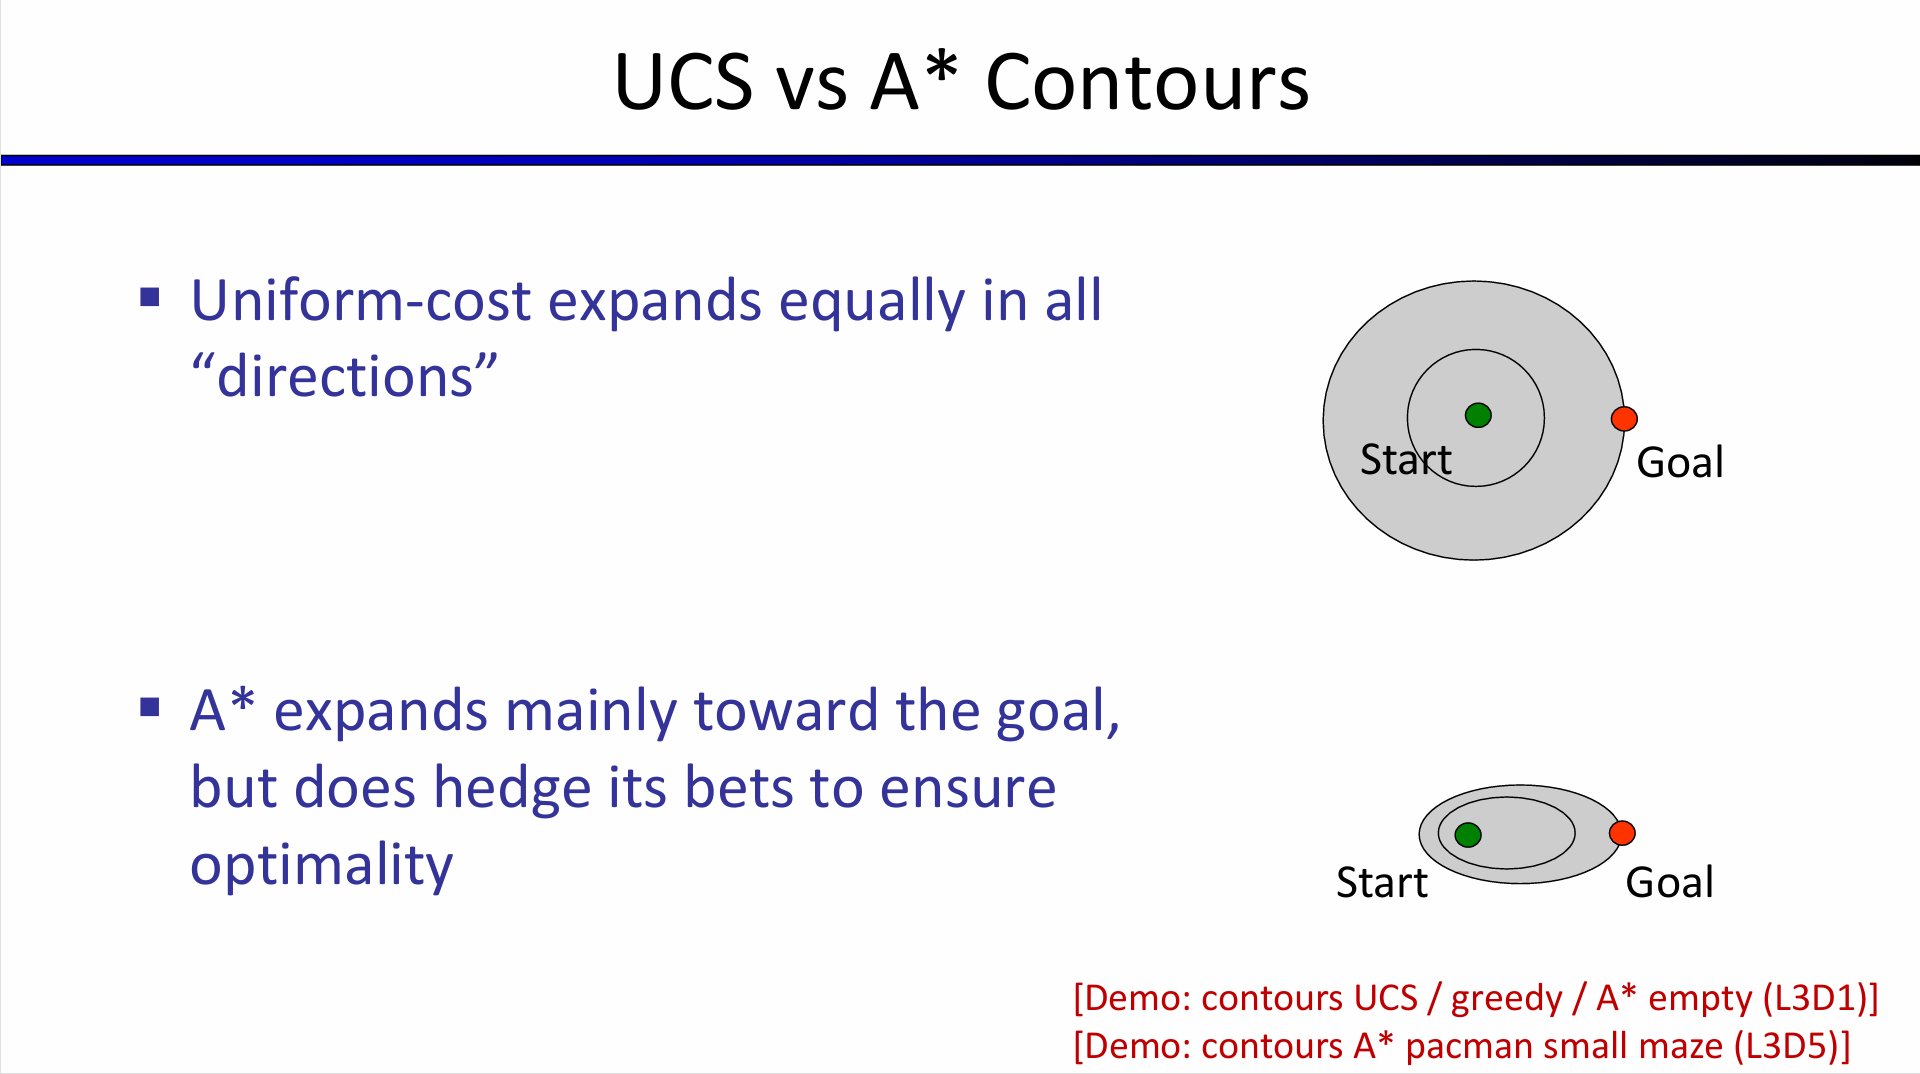 UCS vs A* Contours
Uniform-cost expands equally in all
“directions”
Start
Goal
A* expands mainly toward the goal,
but does hedge its bets to ensure
optimality
Start
Goal
[Demo: contours UCS / greedy / A* empty (L3D1)]
[Demo: contours A* pacman small maze (L3D5)]